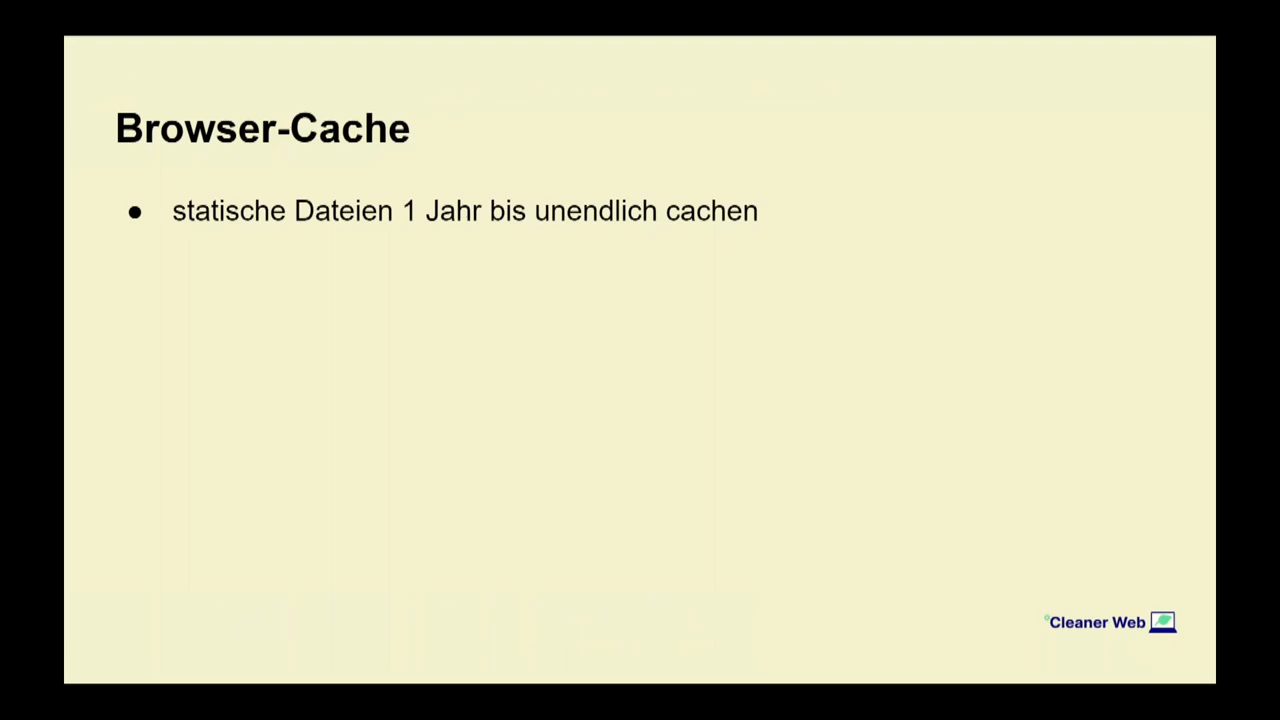 Browser-Cache
● statische Dateien 1 Jahr bis unendlich cachen
Cleaner Web